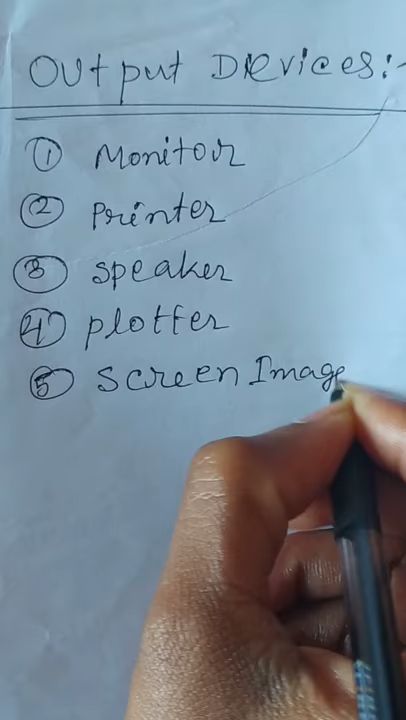 Output Devices:-
① Monitor
② Printer
③ speaker
④ plotter
⑤ Screen Image